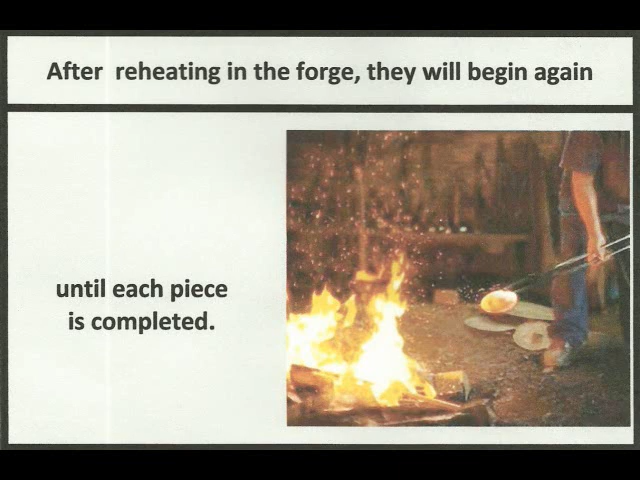 After  reheating in the forge, they will begin again
until each piece
is completed.